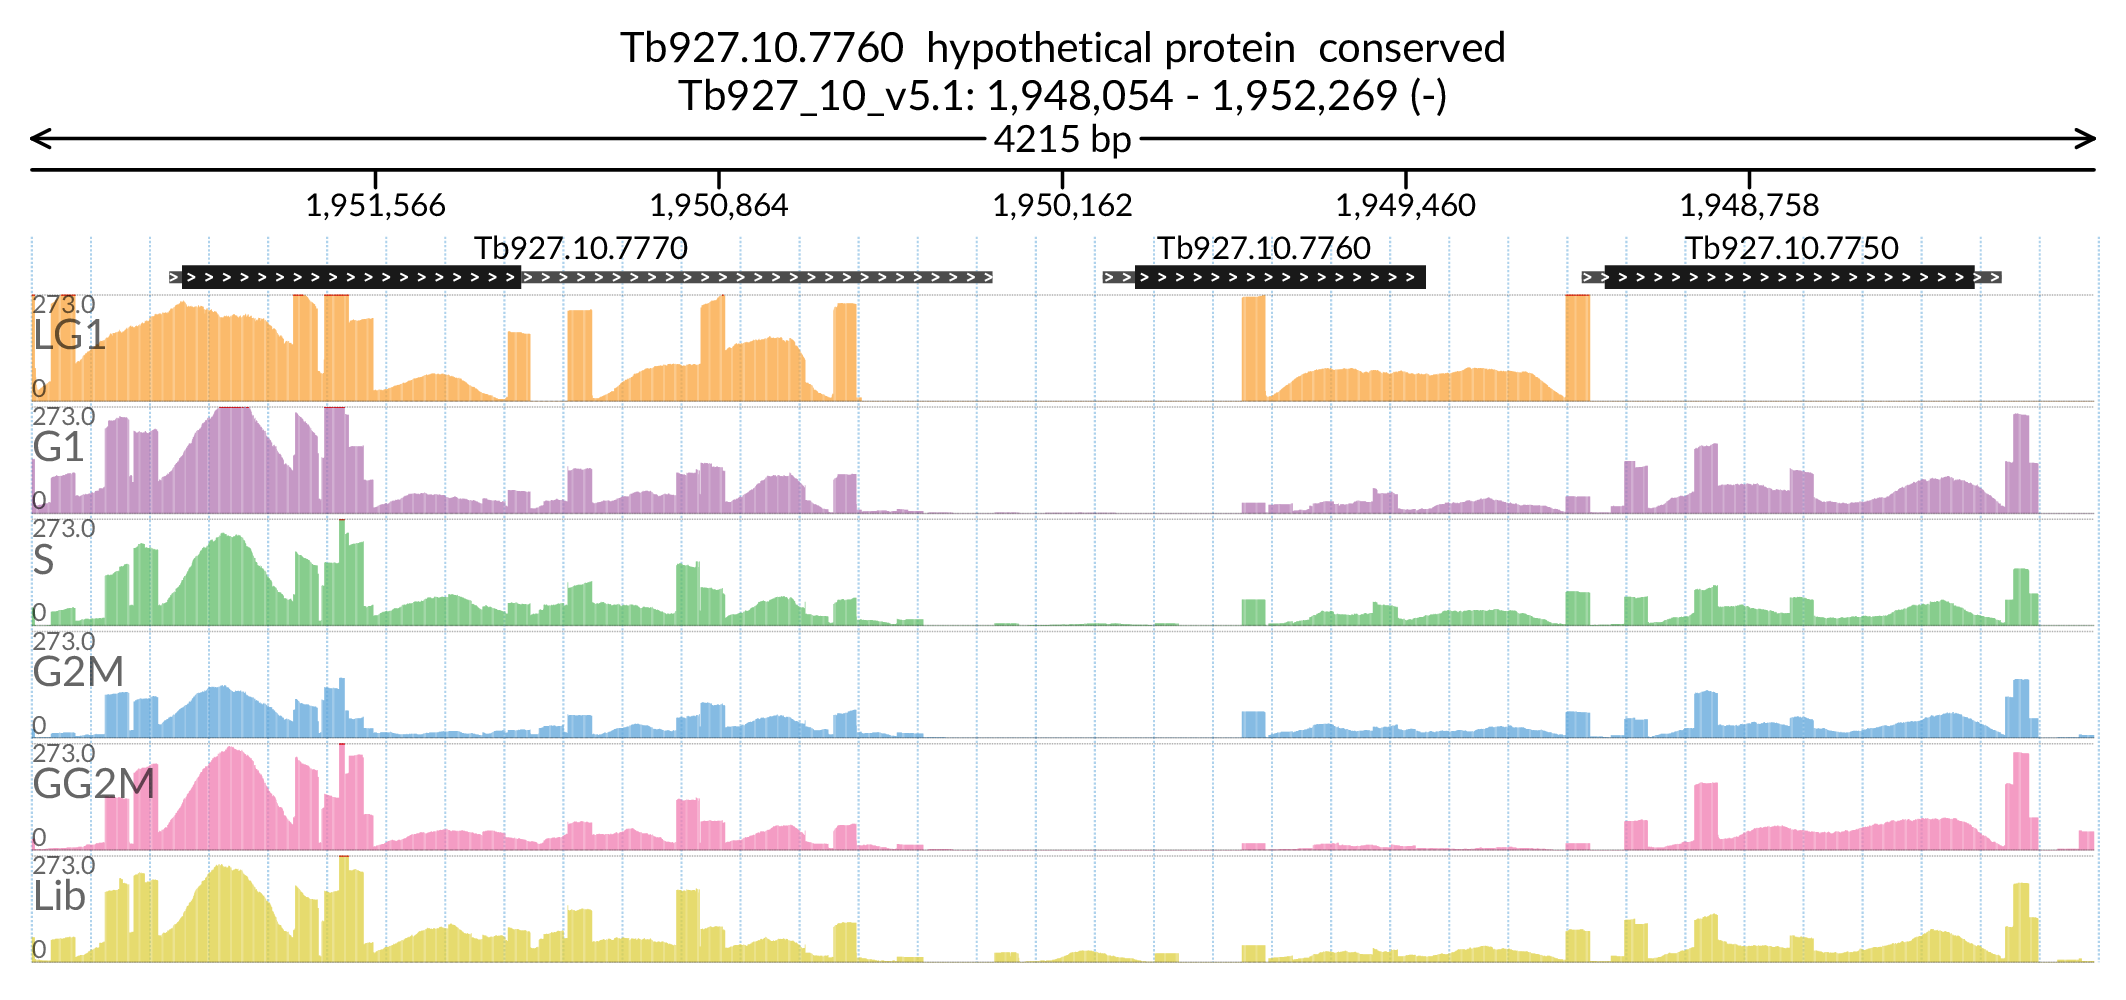 Tb927.10.7760  hypothetical protein  conserved
Tb927_10_v5.1: 1,948,054 - 1,952,269 (-)
4215 bp
1,951,566 1,950,864 1,950,162 1,949,460 1,948,758
Tb927.10.7770 Tb927.10.7760 Tb927.10.7750
273.0
LG1
0
273.0
G1
0
273.0
S
0
273.0
G2M
0
273.0
GG2M
0
273.0
Lib
0